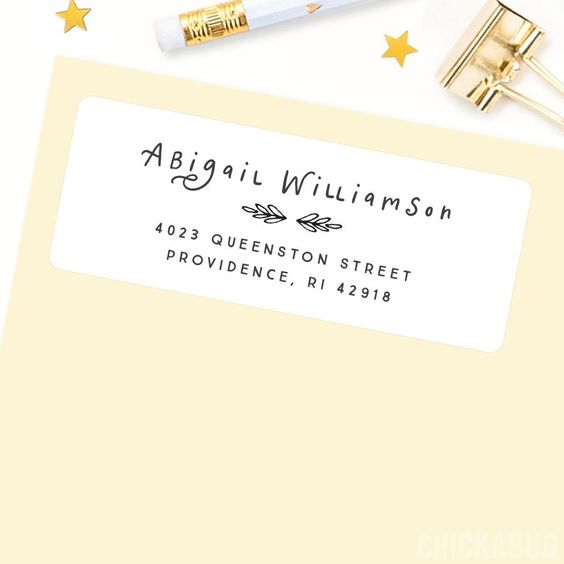 Abigail Williamson
4023 QUEENSTON STREET
PROVIDENCE, RI 42918
CHICKABUG